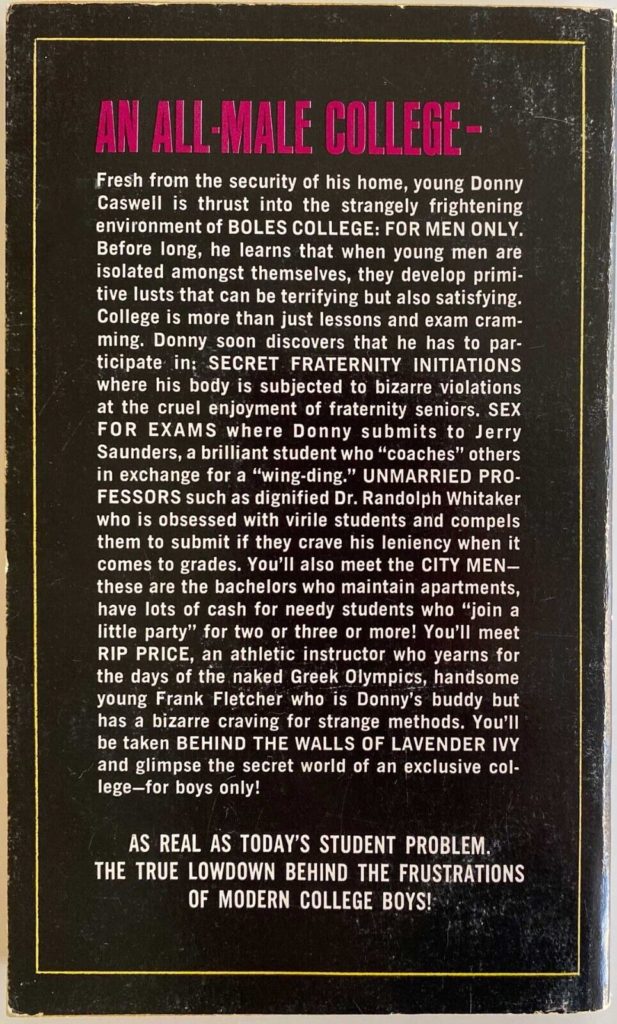 AN ALL-MALE COLLEGE-
Fresh from the security of his home, young Donny
Caswell is thrust into the strangely frightening
environment of BOLES COLLEGE: FOR MEN ONLY.
Before long, he learns that when young men are
isolated amongst themselves, they develop primi-
tive lusts that can be terrifying but also satisfying.
College is more than just lessons and exam cram-
ming. Donny soon discovers that he has to par-
ticipate in: SECRET FRATERNITY INITIATIONS
where his body is subjected to bizarre violations
at the cruel enjoyment of fraternity seniors. SEX
FOR EXAMS where Donny submits to Jerry
Saunders, a brilliant student who “coaches” others
in exchange for a “wing-ding.” UNMARRIED PRO-
FESSORS such as dignified Dr. Randolph Whitaker
who is obsessed with virile students and compels
them to submit if they crave his leniency when it
comes to grades. You’ll also meet the CITY MEN—
these are the bachelors who maintain apartments,
have lots of cash for needy students who “join a
little party” for two or three or more! You’ll meet
RIP PRICE, an athletic instructor who yearns for
the days of the naked Greek Olympics, handsome
young Frank Fletcher who is Donny’s buddy but
has a bizarre craving for strange methods. You’ll
be taken BEHIND THE WALLS OF LAVENDER IVY
and glimpse the secret world of an exclusive col-
lege—for boys only!
AS REAL AS TODAY’S STUDENT PROBLEM.
THE TRUE LOWDOWN BEHIND THE FRUSTRATIONS
OF MODERN COLLEGE BOYS!